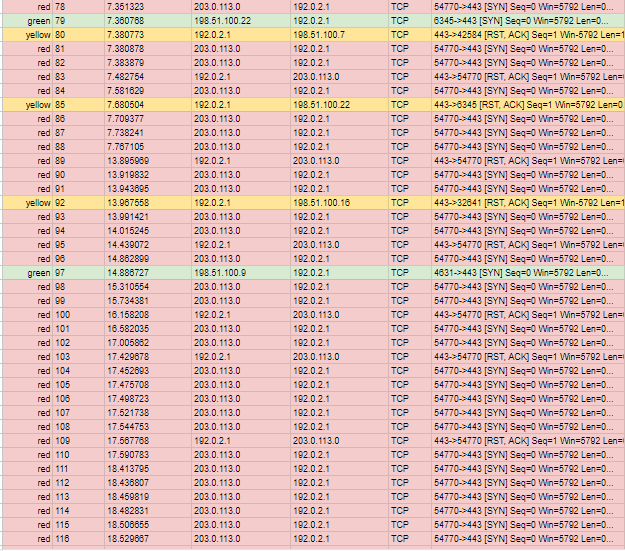 red 78 7.351323 203.0.113.0 192.0.2.1 TCP 54770->443 [SYN] Seq=0 Win=5792 Len=0...
green 79 7.360768 198.51.100.22 192.0.2.1 TCP 6345->443 [SYN] Seq=0 Win=5792 Len=0...
yellow 80 7.380773 192.0.2.1 198.51.100.7 TCP 443->42584 [RST, ACK] Seq=1 Win-5792 Len=1
red 81 7.380878 203.0.113.0 192.0.2.1 TCP 54770->443 [SYN] Seq=0 Win=5792 Len=0...
red 82 7.383879 203.0.113.0 192.0.2.1 TCP 54770->443 [SYN] Seq=0 Win=5792 Len=0...
red 83 7.482754 192.0.2.1 203.0.113.0 TCP 443->54770 [RST, ACK] Seq=1 Win=5792 Len=
red 84 7.581629 203.0.113.0 192.0.2.1 TCP 54770->443 [SYN] Seq=0 Win=5792 Len=0...
yellow 85 7.680504 192.0.2.1 198.51.100.22 TCP 443->6345 [RST, ACK] Seq=1 Win=5792 Len=0
red 86 7.709377 203.0.113.0 192.0.2.1 TCP 54770->443 [SYN] Seq=0 Win=5792 Len=0...
red 87 7.738241 203.0.113.0 192.0.2.1 TCP 54770->443 [SYN] Seq=0 Win=5792 Len=0...
red 88 7.767105 203.0.113.0 192.0.2.1 TCP 54770->443 [SYN] Seq=0 Win=5792 Len=0...
red 89 13.895969 192.0.2.1 203.0.113.0 TCP 443->54770 [RST, ACK] Seq=1 Win=5792 Len=
red 90 13.919832 203.0.113.0 192.0.2.1 TCP 54770->443 [SYN] Seq=0 Win=5792 Len=0...
red 91 13.943695 203.0.113.0 192.0.2.1 TCP 54770->443 [SYN] Seq=0 Win=5792 Len=0...
yellow 92 13.967558 192.0.2.1 198.51.100.16 TCP 443->32641 [RST, ACK] Seq=1 Win-5792 Len=1
red 93 13.991421 203.0.113.0 192.0.2.1 TCP 54770->443 [SYN] Seq=0 Win=5792 Len=0...
red 94 14.015245 203.0.113.0 192.0.2.1 TCP 54770->443 [SYN] Seq=0 Win=5792 Len=0...
red 95 14.439072 192.0.2.1 203.0.113.0 TCP 443->54770 [RST, ACK] Seq=1 Win=5792 Len=
red 96 14.862899 203.0.113.0 192.0.2.1 TCP 54770->443 [SYN] Seq=0 Win=5792 Len=0...
green 97 14.886727 198.51.100.9 192.0.2.1 TCP 4631->443 [SYN] Seq=0 Win=5792 Len=0...
red 98 15.310554 203.0.113.0 192.0.2.1 TCP 54770->443 [SYN] Seq=0 Win=5792 Len=0...
red 99 15.734381 203.0.113.0 192.0.2.1 TCP 54770->443 [SYN] Seq=0 Win=5792 Len=0...
red 100 16.158208 192.0.2.1 203.0.113.0 TCP 443->54770 [RST, ACK] Seq=1 Win=5792 Len=
red 101 16.582035 203.0.113.0 192.0.2.1 TCP 54770->443 [SYN] Seq=0 Win=5792 Len=0...
red 102 17.005862 203.0.113.0 192.0.2.1 TCP 54770->443 [SYN] Seq=0 Win=5792 Len=0...
red 103 17.429678 192.0.2.1 203.0.113.0 TCP 443->54770 [RST, ACK] Seq=1 Win=5792 Len=
red 104 17.452693 203.0.113.0 192.0.2.1 TCP 54770->443 [SYN] Seq=0 Win=5792 Len=0...
red 105 17.475708 203.0.113.0 192.0.2.1 TCP 54770->443 [SYN] Seq=0 Win=5792 Len=0...
red 106 17.498723 203.0.113.0 192.0.2.1 TCP 54770->443 [SYN] Seq=0 Win=5792 Len=0...
red 107 17.521738 203.0.113.0 192.0.2.1 TCP 54770->443 [SYN] Seq=0 Win=5792 Len=0...
red 108 17.544753 203.0.113.0 192.0.2.1 TCP 54770->443 [SYN] Seq=0 Win=5792 Len=0...
red 109 17.567768 192.0.2.1 203.0.113.0 TCP 443->54770 [RST, ACK] Seq=1 Win=5792 Len=
red 110 17.590783 203.0.113.0 192.0.2.1 TCP 54770->443 [SYN] Seq=0 Win=5792 Len=0...
red 111 18.413795 203.0.113.0 192.0.2.1 TCP 54770->443 [SYN] Seq=0 Win=5792 Len=0...
red 112 18.436807 203.0.113.0 192.0.2.1 TCP 54770->443 [SYN] Seq=0 Win=5792 Len=0...
red 113 18.459819 203.0.113.0 192.0.2.1 TCP 54770->443 [SYN] Seq=0 Win=5792 Len=0...
red 114 18.482831 203.0.113.0 192.0.2.1 TCP 54770->443 [SYN] Seq=0 Win=5792 Len=0...
red 115 18.506655 203.0.113.0 192.0.2.1 TCP 54770->443 [SYN] Seq=0 Win=5792 Len=0...
red 116 18.529667 203.0.113.0 192.0.2.1 TCP 54770->443 [SYN] Seq=0 Win=5792 Len=0...